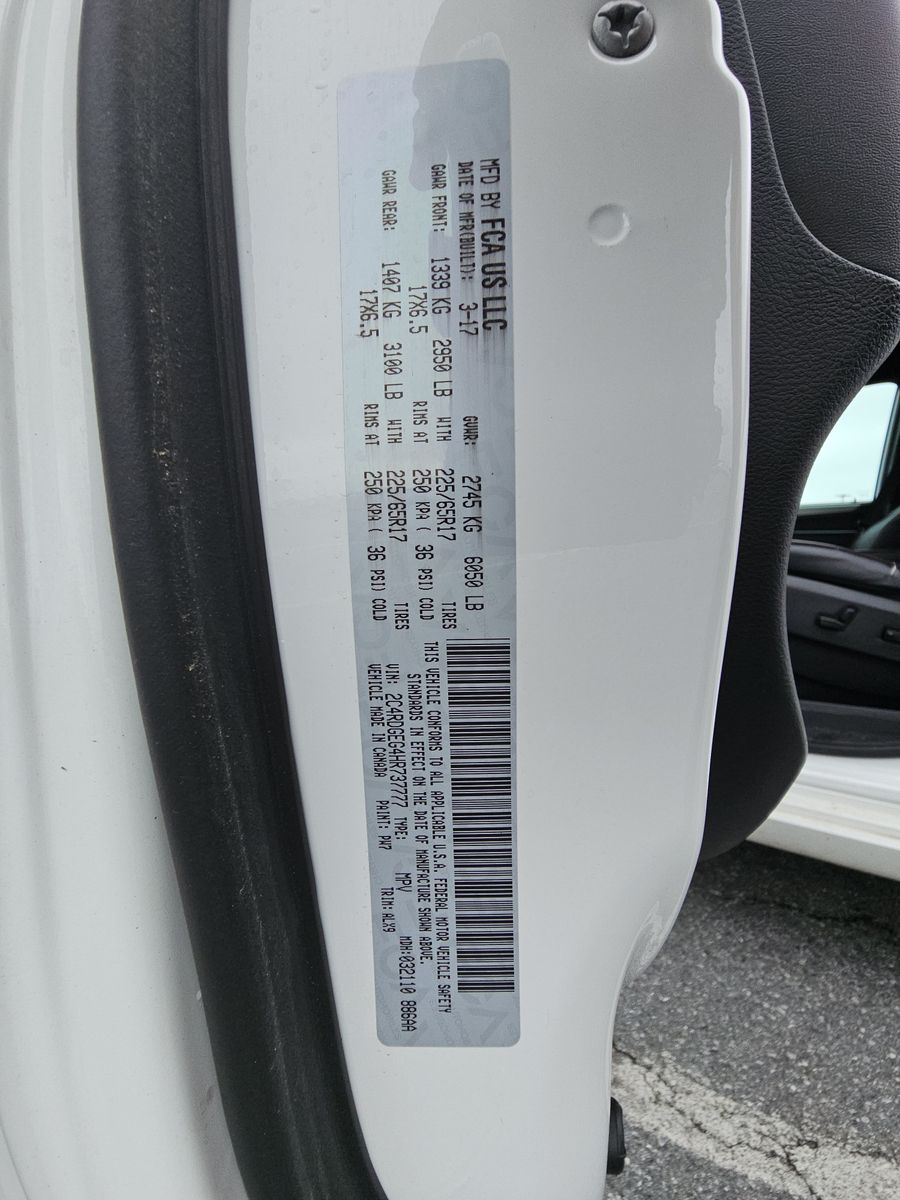 MFD BY FCA US LLC
DATE OF MFR(BUILT): 3-17 GVWR: 2745 KG 6050 LB
GAWR FRONT: 1339 KG 2950 LB WITH 225/65R17 TIRES
17X6.5 RIMS AT 250 KPA ( 36 PSI) COLD
GAWR REAR: 1407 KG 3100 LB WITH 225/65R17 TIRES
17X6.5 RIMS AT 250 KPA ( 36 PSI) COLD
THIS VEHICLE CONFORMS TO ALL APPLICABLE U.S.A. FEDERAL MOTOR VEHICLE SAFETY
STANDARDS IN EFFECT ON THE DATE OF MANUFACTURE SHOWN ABOVE.
VIN: 2C4RDGEG4HR737777 TYPE: MPV MDH:032110 886AA
VEHICLE MADE IN CANADA PAINT: PW7 TRIM: ALX9